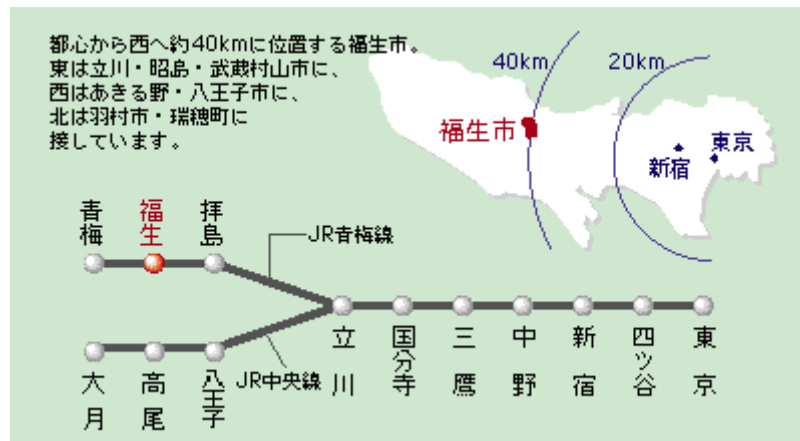 都心から西へ約40kmに位置する福生市。
東は立川・昭島・武蔵村山市に、
西はあきる野・八王子市に、
北は羽村市・瑞穂町に
接しています。
40km
20km
福生市
新宿
東京
青梅
福生
拝島
JR青梅線
立川
国分寺
三鷹
中野
新宿
四ツ谷
東京
大月
高尾
八王子
JR中央線